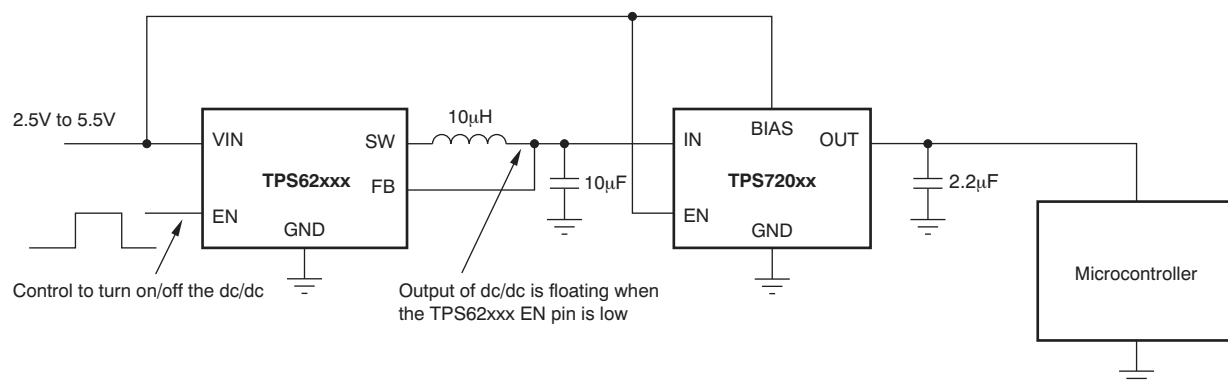 2.5V to 5.5V
VIN
SW
TPS62xxx
FB
EN
GND
10μH
10μF
IN
BIAS
OUT
TPS720xx
EN
GND
2.2μF
Microcontroller
Control to turn on/off the dc/dc
Output of dc/dc is floating when
the TPS62xxx EN pin is low